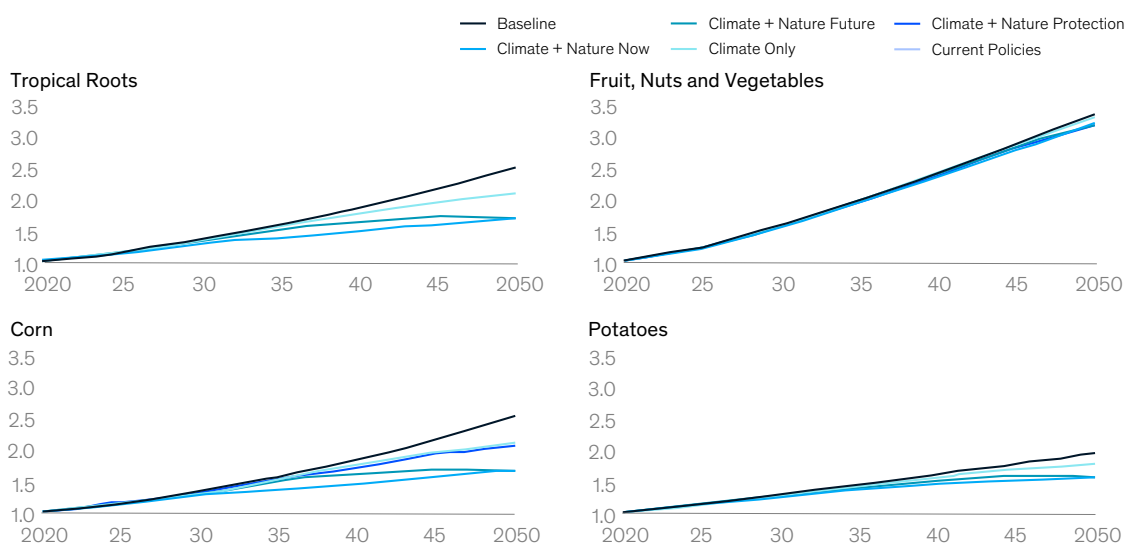 Baseline Climate + Nature Future Climate + Nature Protection
Climate + Nature Now Climate Only Current Policies
Tropical Roots
3.5
3.0
2.5
2.0
1.5
1.0
2020 25 30 35 40 45 2050
Fruit, Nuts and Vegetables
3.5
3.0
2.5
2.0
1.5
1.0
2020 25 30 35 40 45 2050
Corn
3.5
3.0
2.5
2.0
1.5
1.0
2020 25 30 35 40 45 2050
Potatoes
3.5
3.0
2.5
2.0
1.5
1.0
2020 25 30 35 40 45 2050